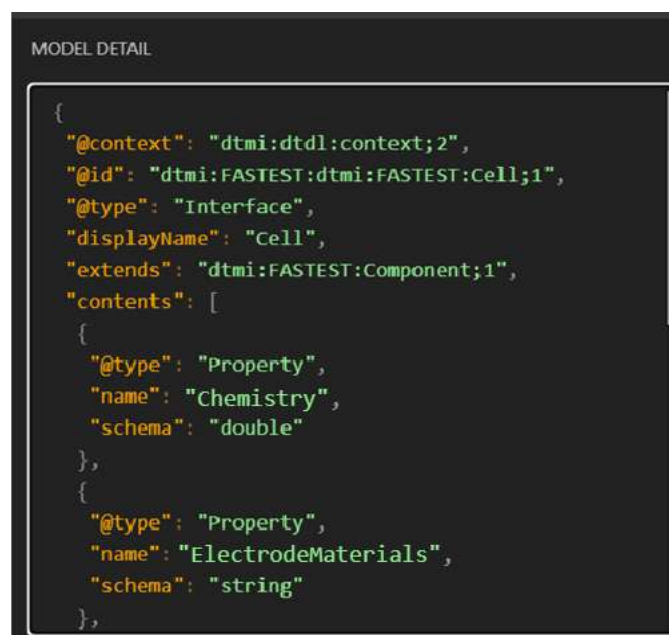 MODEL DETAIL
{
"@context": "dtmi:dtdl:context;2",
"@id": "dtmi:FASTEST:dtmi:FASTEST:Cell;1",
"@type": "Interface",
"displayName": "Cell",
"extends": "dtmi:FASTEST:Component;1",
"contents": [
{
"@type": "Property",
"name": "Chemistry",
"schema": "double"
},
{
"@type": "Property",
"name": "ElectrodeMaterials",
"schema": "string"
},